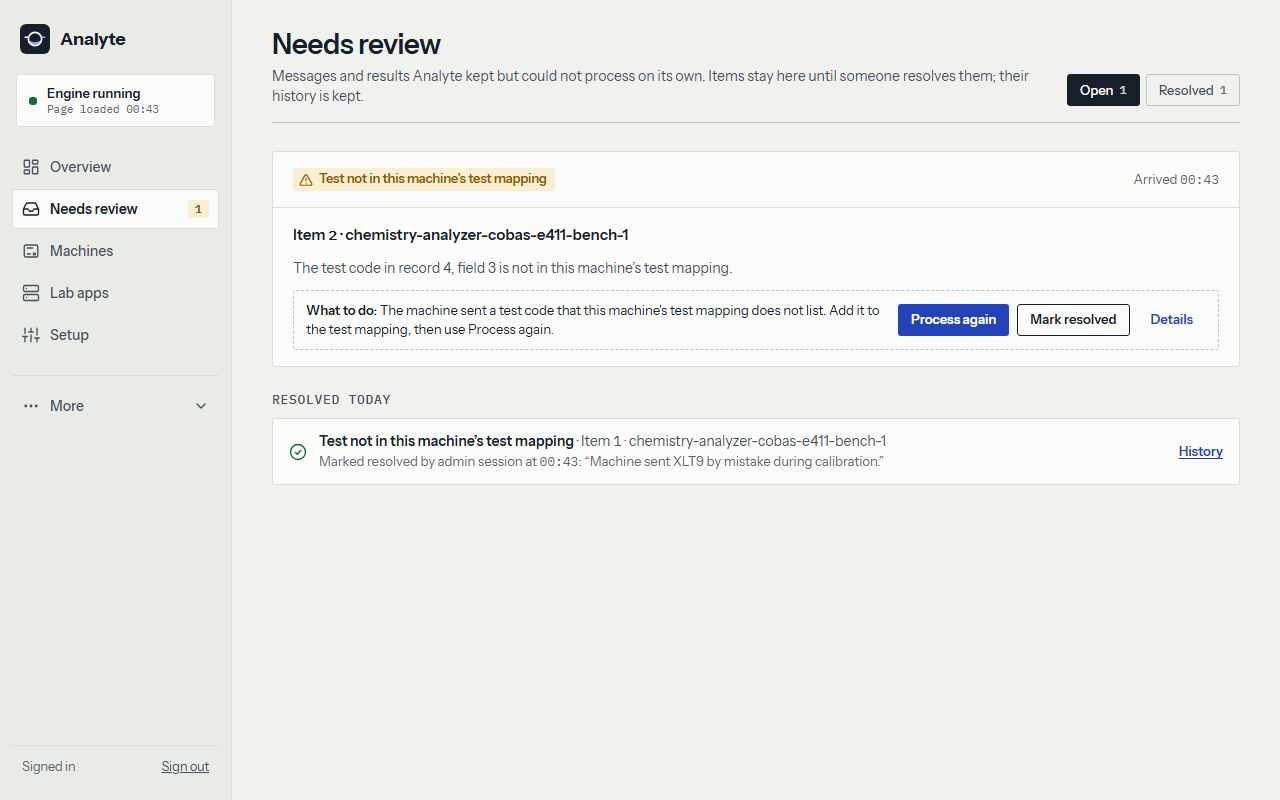 Analyte
Engine running
Page loaded 00:43
Overview
Needs review 1
Machines
Lab apps
Setup
More
Signed in
Sign out
Needs review
Messages and results Analyte kept but could not process on its own. Items stay here until someone resolves them; their
history is kept.
Open 1
Resolved 1
Test not in this machine's test mapping
Arrived 00:43
Item 2 · chemistry-analyzer-cobas-e411-bench-1
The test code in record 4, field 3 is not in this machine's test mapping.
What to do: The machine sent a test code that this machine's test mapping does not list. Add it to
the test mapping, then use Process again.
Process again
Mark resolved
Details
RESOLVED TODAY
Test not in this machine's test mapping · Item 1 · chemistry-analyzer-cobas-e411-bench-1
Marked resolved by admin session at 00:43: “Machine sent XLT9 by mistake during calibration.”
History